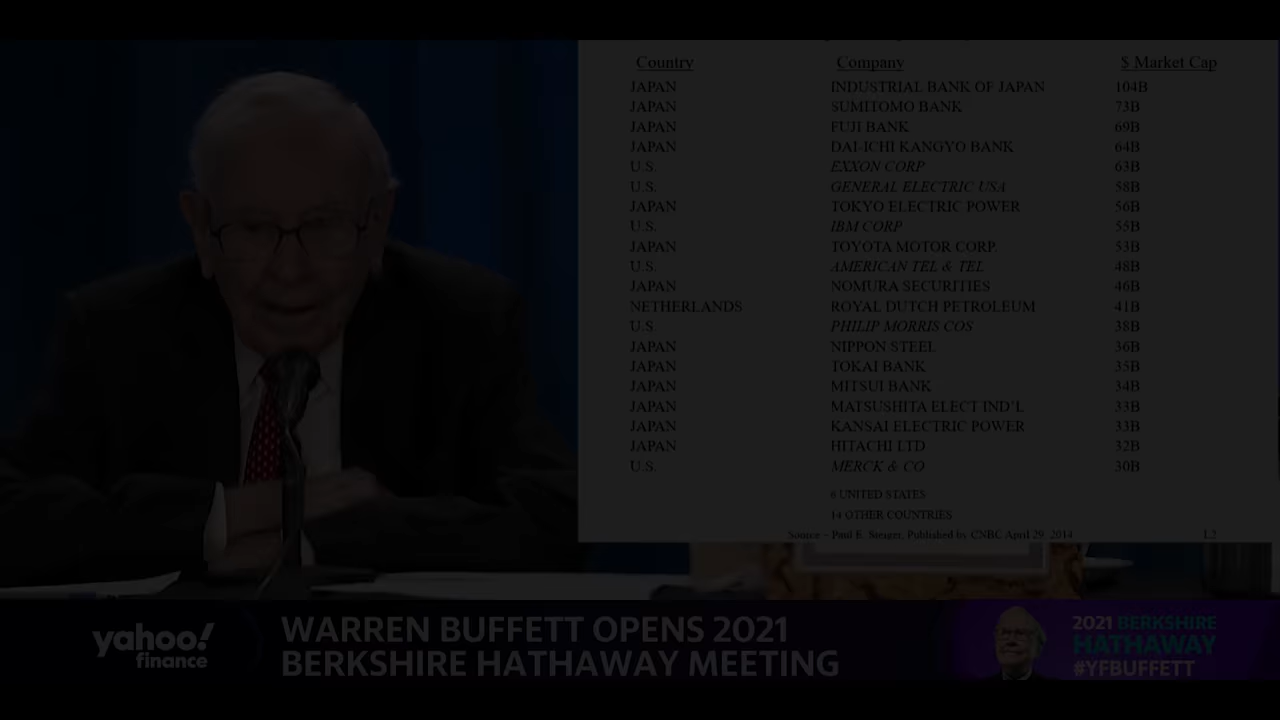 Country Company $ Market Cap
JAPAN INDUSTRIAL BANK OF JAPAN 104B
JAPAN SUMITOMO BANK 73B
JAPAN FUJI BANK 69B
JAPAN DAI-ICHI KANGYO BANK 64B
U.S. EXXON CORP 63B
U.S. GENERAL ELECTRIC USA 58B
JAPAN TOKYO ELECTRIC POWER 56B
U.S. IBM CORP 55B
JAPAN TOYOTA MOTOR CORP. 53B
U.S. AMERICAN TEL & TEL 48B
JAPAN NOMURA SECURITIES 46B
NETHERLANDS ROYAL DUTCH PETROLEUM 41B
U.S PHILIP MORRIS COS 38B
JAPAN NIPPON STEEL 36B
JAPAN TOKAI BANK 35B
JAPAN MITSUI BANK 34B
JAPAN MATSUSHITA ELECT IND'L 33B
JAPAN KANSAI ELECTRIC POWER 33B
JAPAN HITACHI LTD 32B
U.S. MERCK & CO 30B
6 UNITED STATES
14 OTHER COUNTRIES
Source – Paul E. Steiger, Published by CNBC April 29, 2014
yahoo!
finance
WARREN BUFFETT OPENS 2021
BERKSHIRE HATHAWAY MEETING
2021 BERKSHIRE
HATHAWAY
#YFBUFFETT